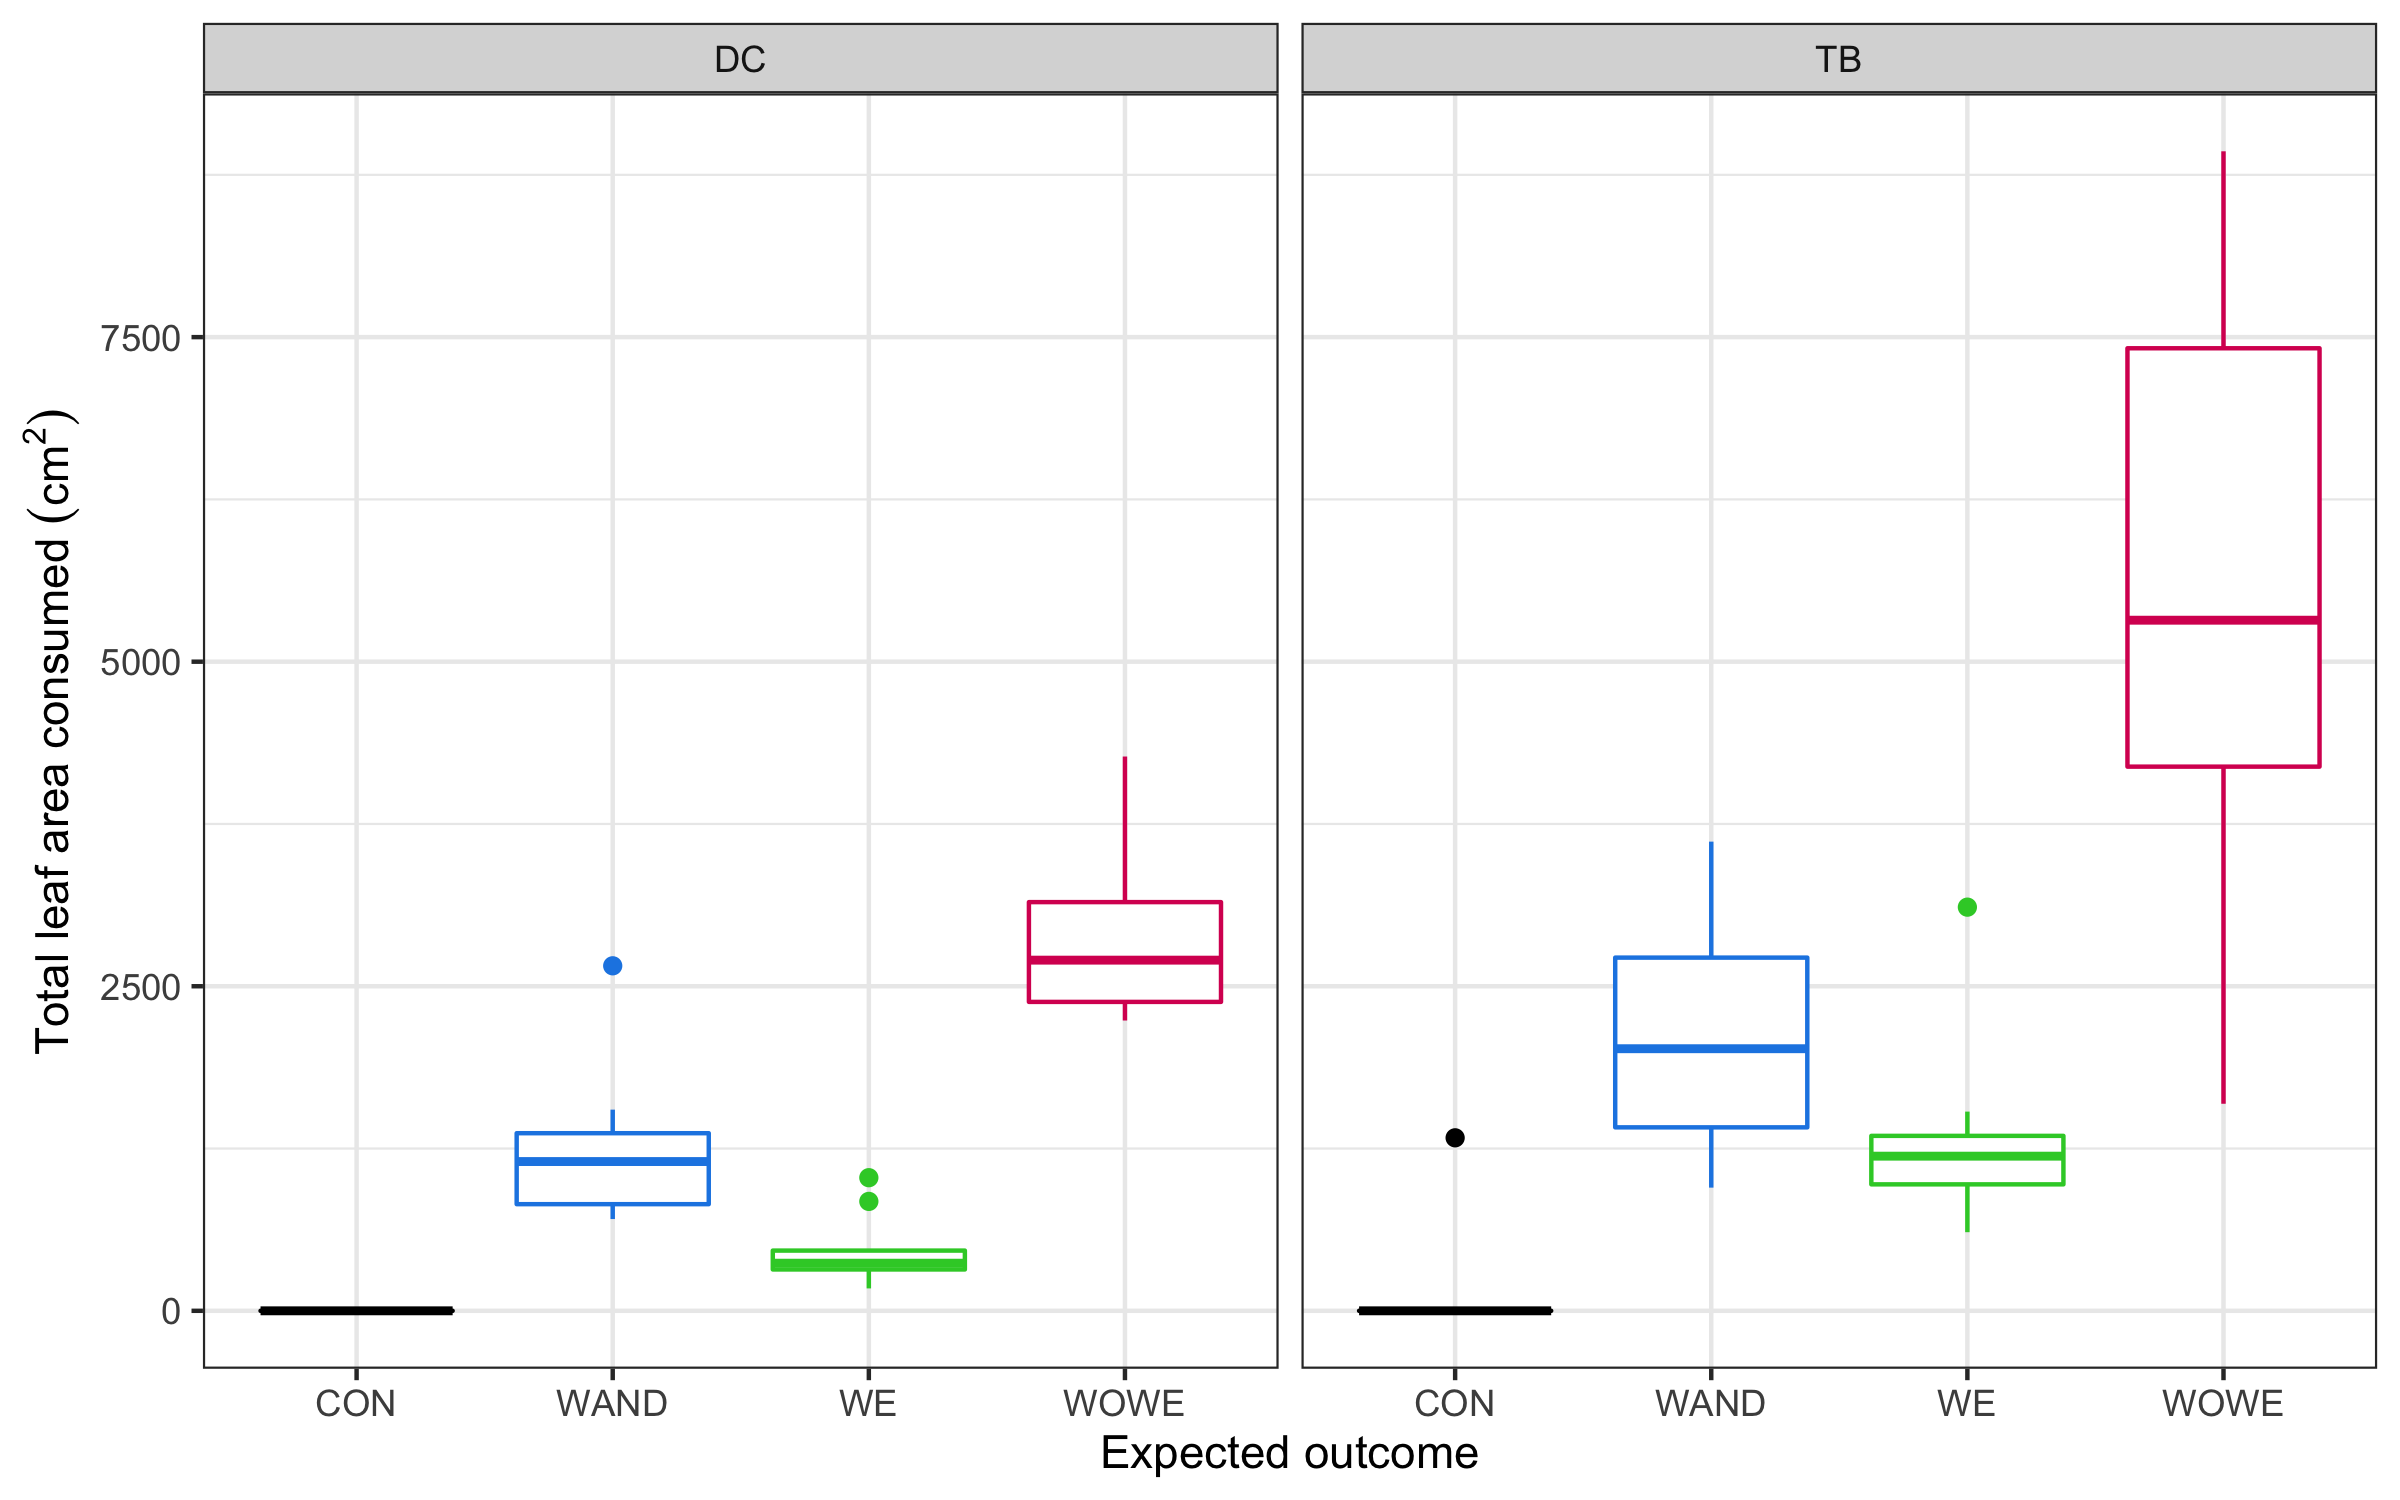 DC
TB
Total leaf area consumed (cm²)
7500
5000
2500
0
CON WAND WE WOWE
CON WAND WE WOWE
Expected outcome